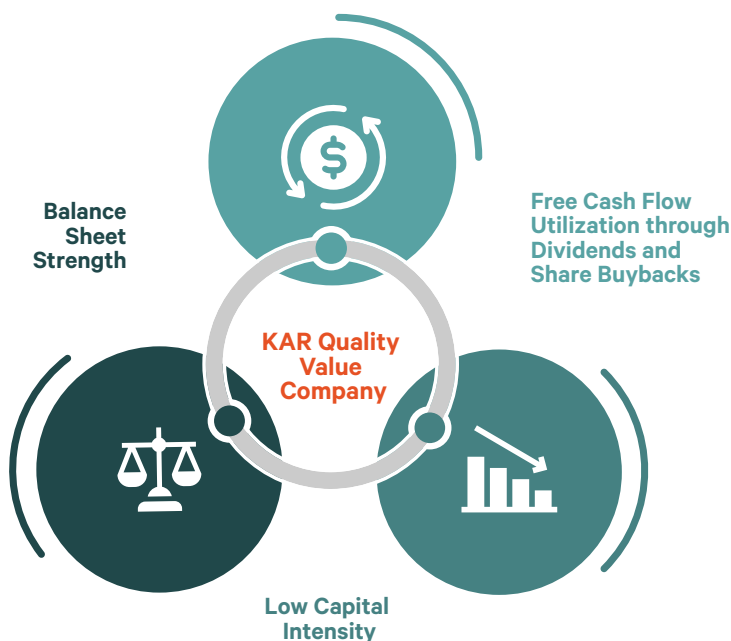 Balance
Sheet
Strength
Free Cash Flow
Utilization through
Dividends and
Share Buybacks
$
KAR Quality
Value
Company
Low Capital
Intensity